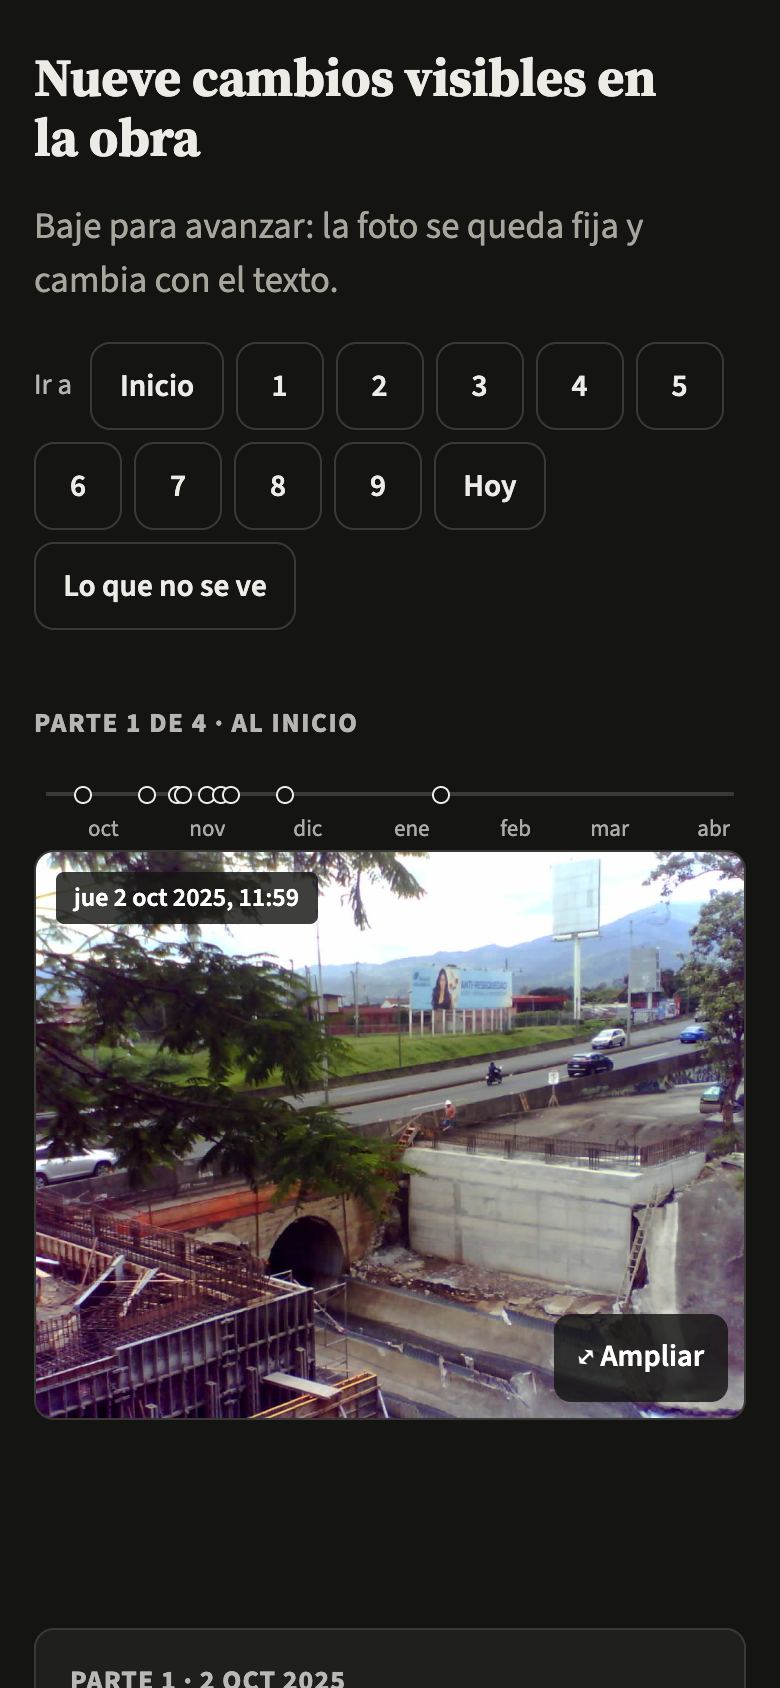 Nueve cambios visibles en
la obra
Baje para avanzar: la foto se queda fija y
cambia con el texto.
Ir a Inicio 1 2 3 4 5
6 7 8 9 Hoy
Lo que no se ve
PARTE 1 DE 4 · AL INICIO
oct nov dic ene feb mar abr
jue 2 oct 2025, 11:59
ANTI-RESEQUEDAD
⤢ Ampliar
PARTE 1 · 2 OCT 2025